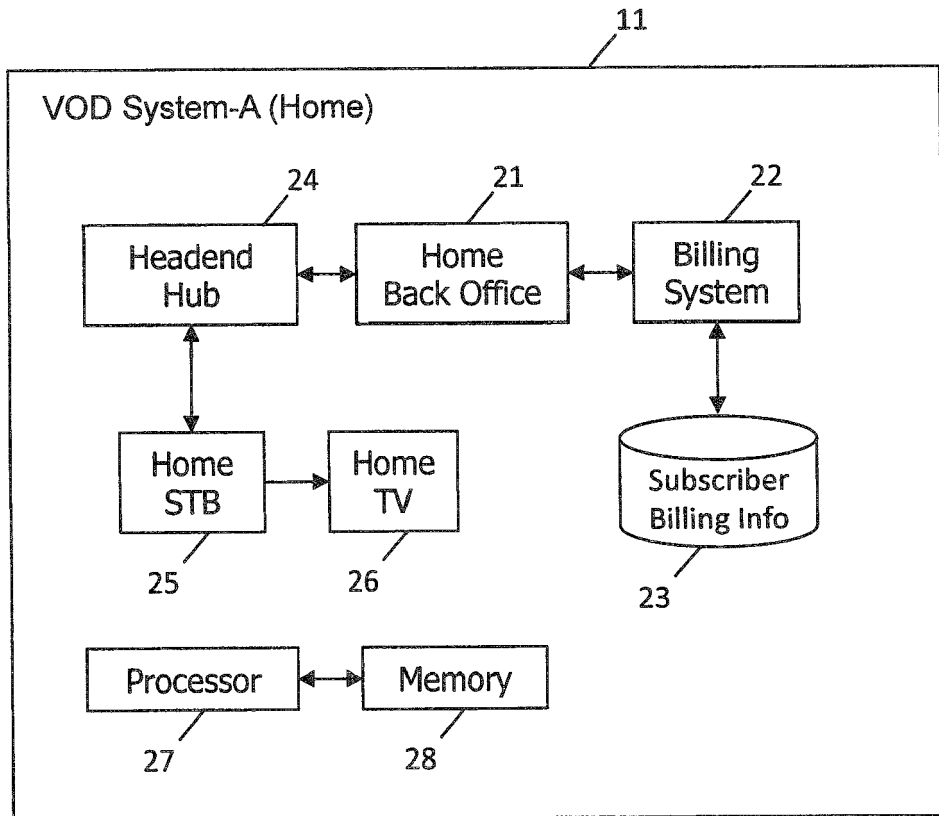 11
VOD System-A (Home)
24
21
22
Headend
Hub
Home
Back Office
Billing
System
Home
STB
Home
TV
Subscriber
Billing Info
25
26
23
Processor
Memory
27
28